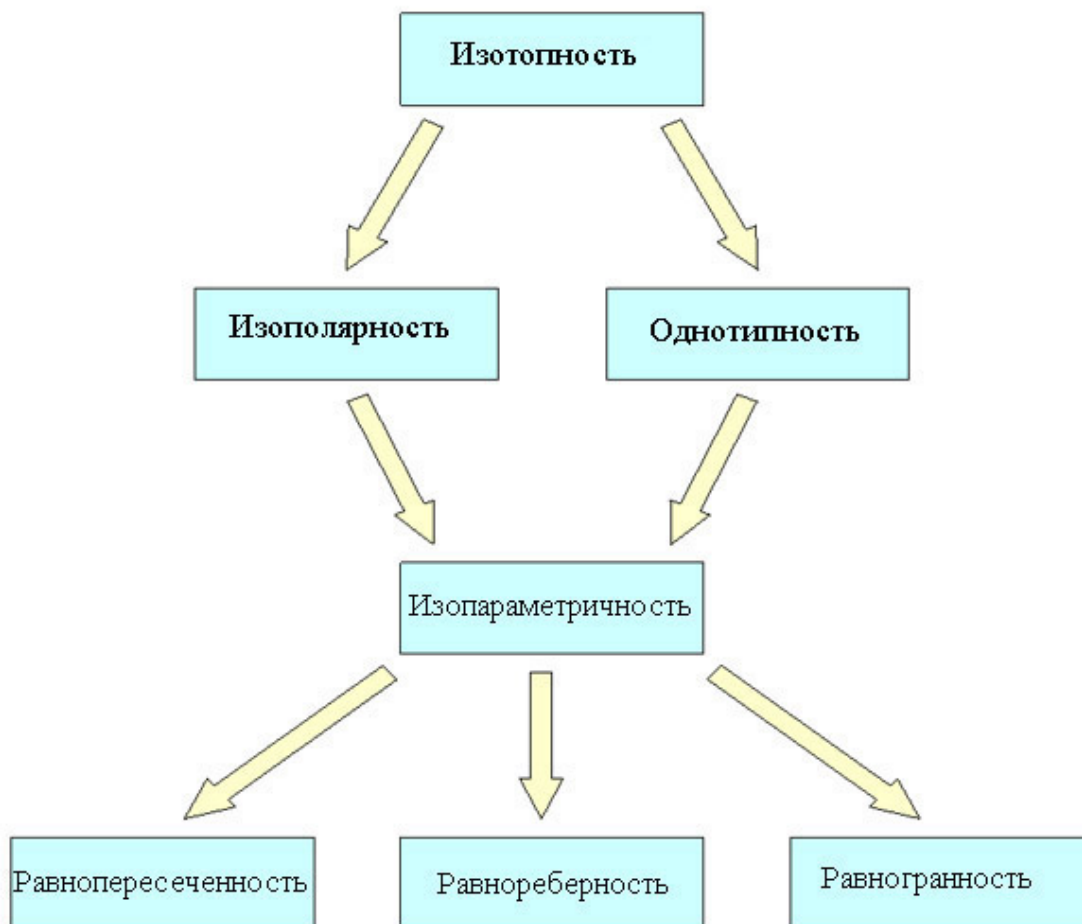 Изотопность
Изополярность
Однотипность
Изопараметричность
Равнопересеченность
Равнореберность
Равногранность